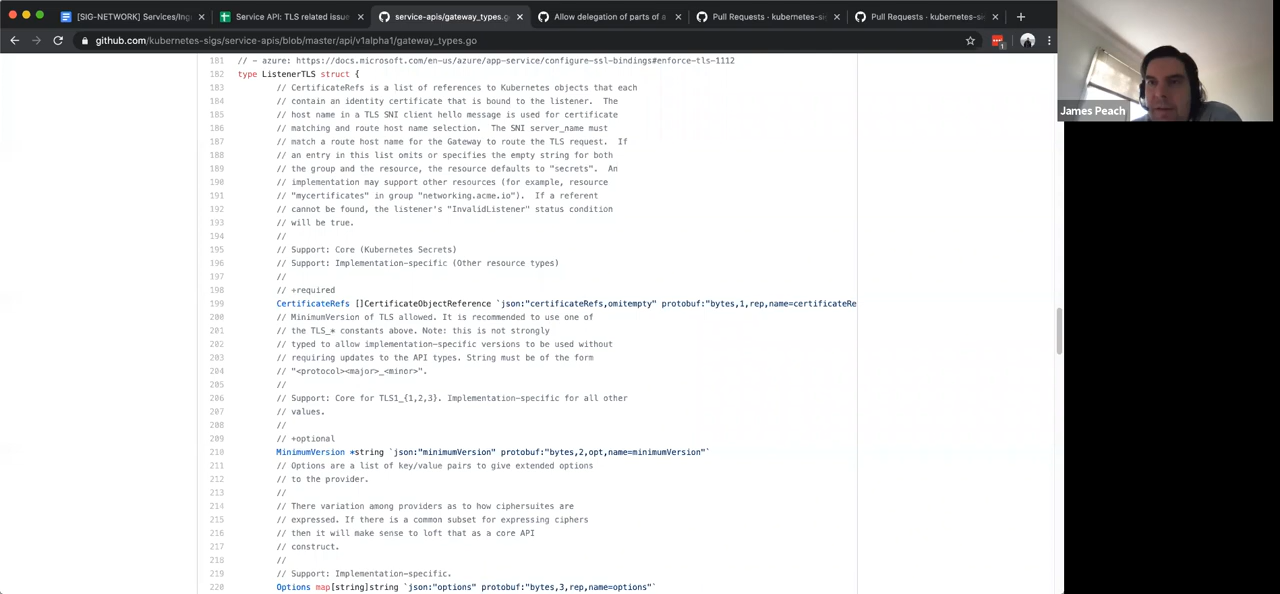 [SIG-NETWORK] Services/Ing
Service API: TLS related issue
service-apis/gateway_types.go
Allow delegation of parts of a
Pull Requests · kubernetes-si
Pull Requests · kubernetes-si
github.com/kubernetes-sigs/service-apis/blob/master/api/v1alpha1/gateway_types.go
James Peach
181 // - azure: https://docs.microsoft.com/en-us/azure/app-service/configure-ssl-bindings#enforce-tls-1112
182 type ListenerTLS struct {
183 // CertificateRefs is a list of references to Kubernetes objects that each
184 // contain an identity certificate that is bound to the listener. The
185 // host name in a TLS SNI client hello message is used for certificate
186 // matching and route host name selection. The SNI server_name must
187 // match a route host name for the Gateway to route the TLS request. If
188 // an entry in this list omits or specifies the empty string for both
189 // the group and the resource, the resource defaults to "secrets". An
190 // implementation may support other resources (for example, resource
191 // "mycertificates" in group "networking.acme.io"). If a referent
192 // cannot be found, the listener's "InvalidListener" status condition
193 // will be true.
194 //
195 // Support: Core (Kubernetes Secrets)
196 // Support: Implementation-specific (Other resource types)
197 //
198 // +required
199 CertificateRefs []CertificateObjectReference `json:"certificateRefs,omitempty" protobuf:"bytes,1,rep,name=certificateRe
200 // MinimumVersion of TLS allowed. It is recommended to use one of
201 // the TLS_* constants above. Note: this is not strongly
202 // typed to allow implementation-specific versions to be used without
203 // requiring updates to the API types. String must be of the form
204 // "<protocol><major>_<minor>".
205 //
206 // Support: Core for TLS1_{1,2,3}. Implementation-specific for all other
207 // values.
208 //
209 // +optional
210 MinimumVersion *string `json:"minimumVersion" protobuf:"bytes,2,opt,name=minimumVersion"`
211 // Options are a list of key/value pairs to give extended options
212 // to the provider.
213 //
214 // There variation among providers as to how ciphersuites are
215 // expressed. If there is a common subset for expressing ciphers
216 // then it will make sense to loft that as a core API
217 // construct.
218 //
219 // Support: Implementation-specific.
220 Options map[string]string `json:"options" protobuf:"bytes,3,rep,name=options"`